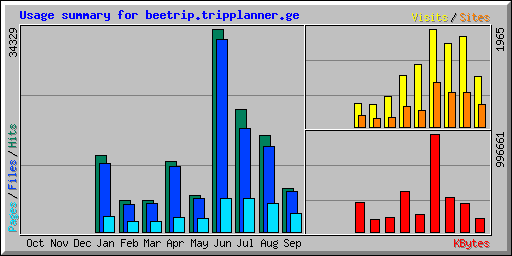 Usage summary for beetrip.tripplanner.ge
Visits / Sites
34329
1965
Pages / Files / Hits
996661
Oct Nov Dec Jan Feb Mar Apr May Jun Jul Aug Sep
KBytes